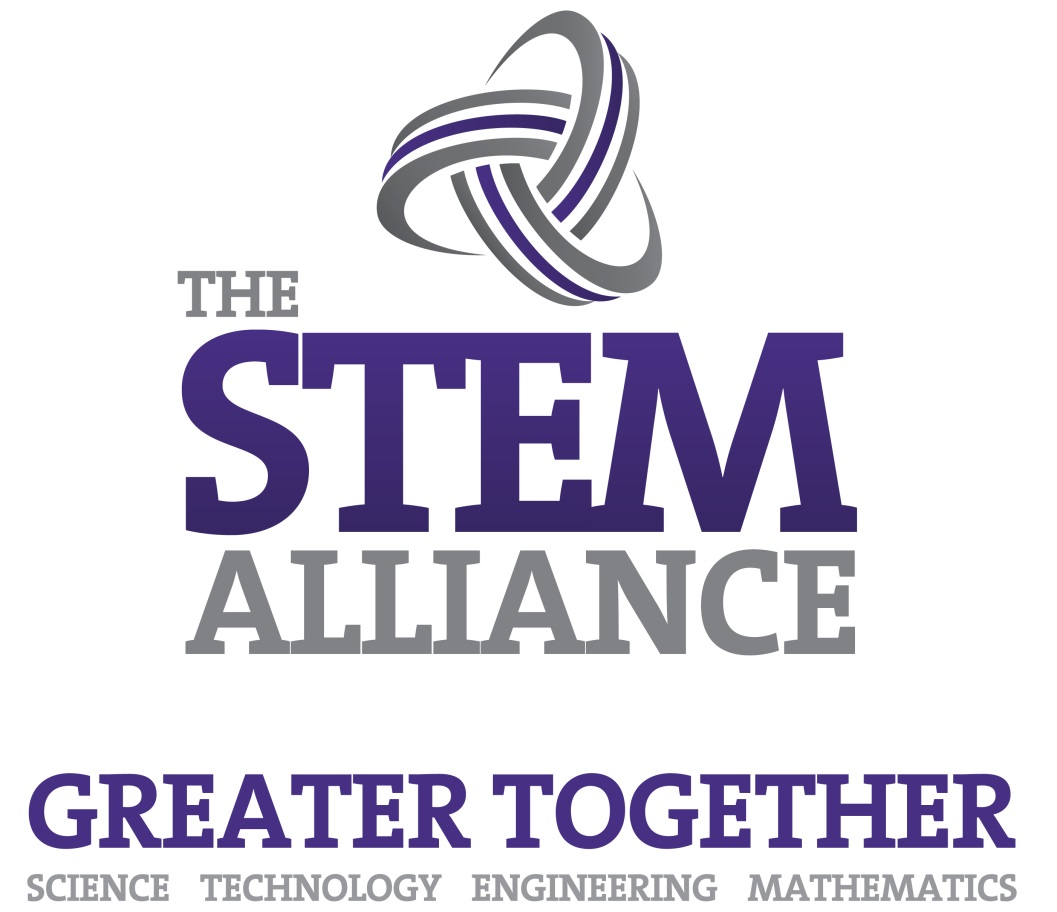 THE
STEM
ALLIANCE
GREATER TOGETHER
SCIENCE TECHNOLOGY ENGINEERING MATHEMATICS